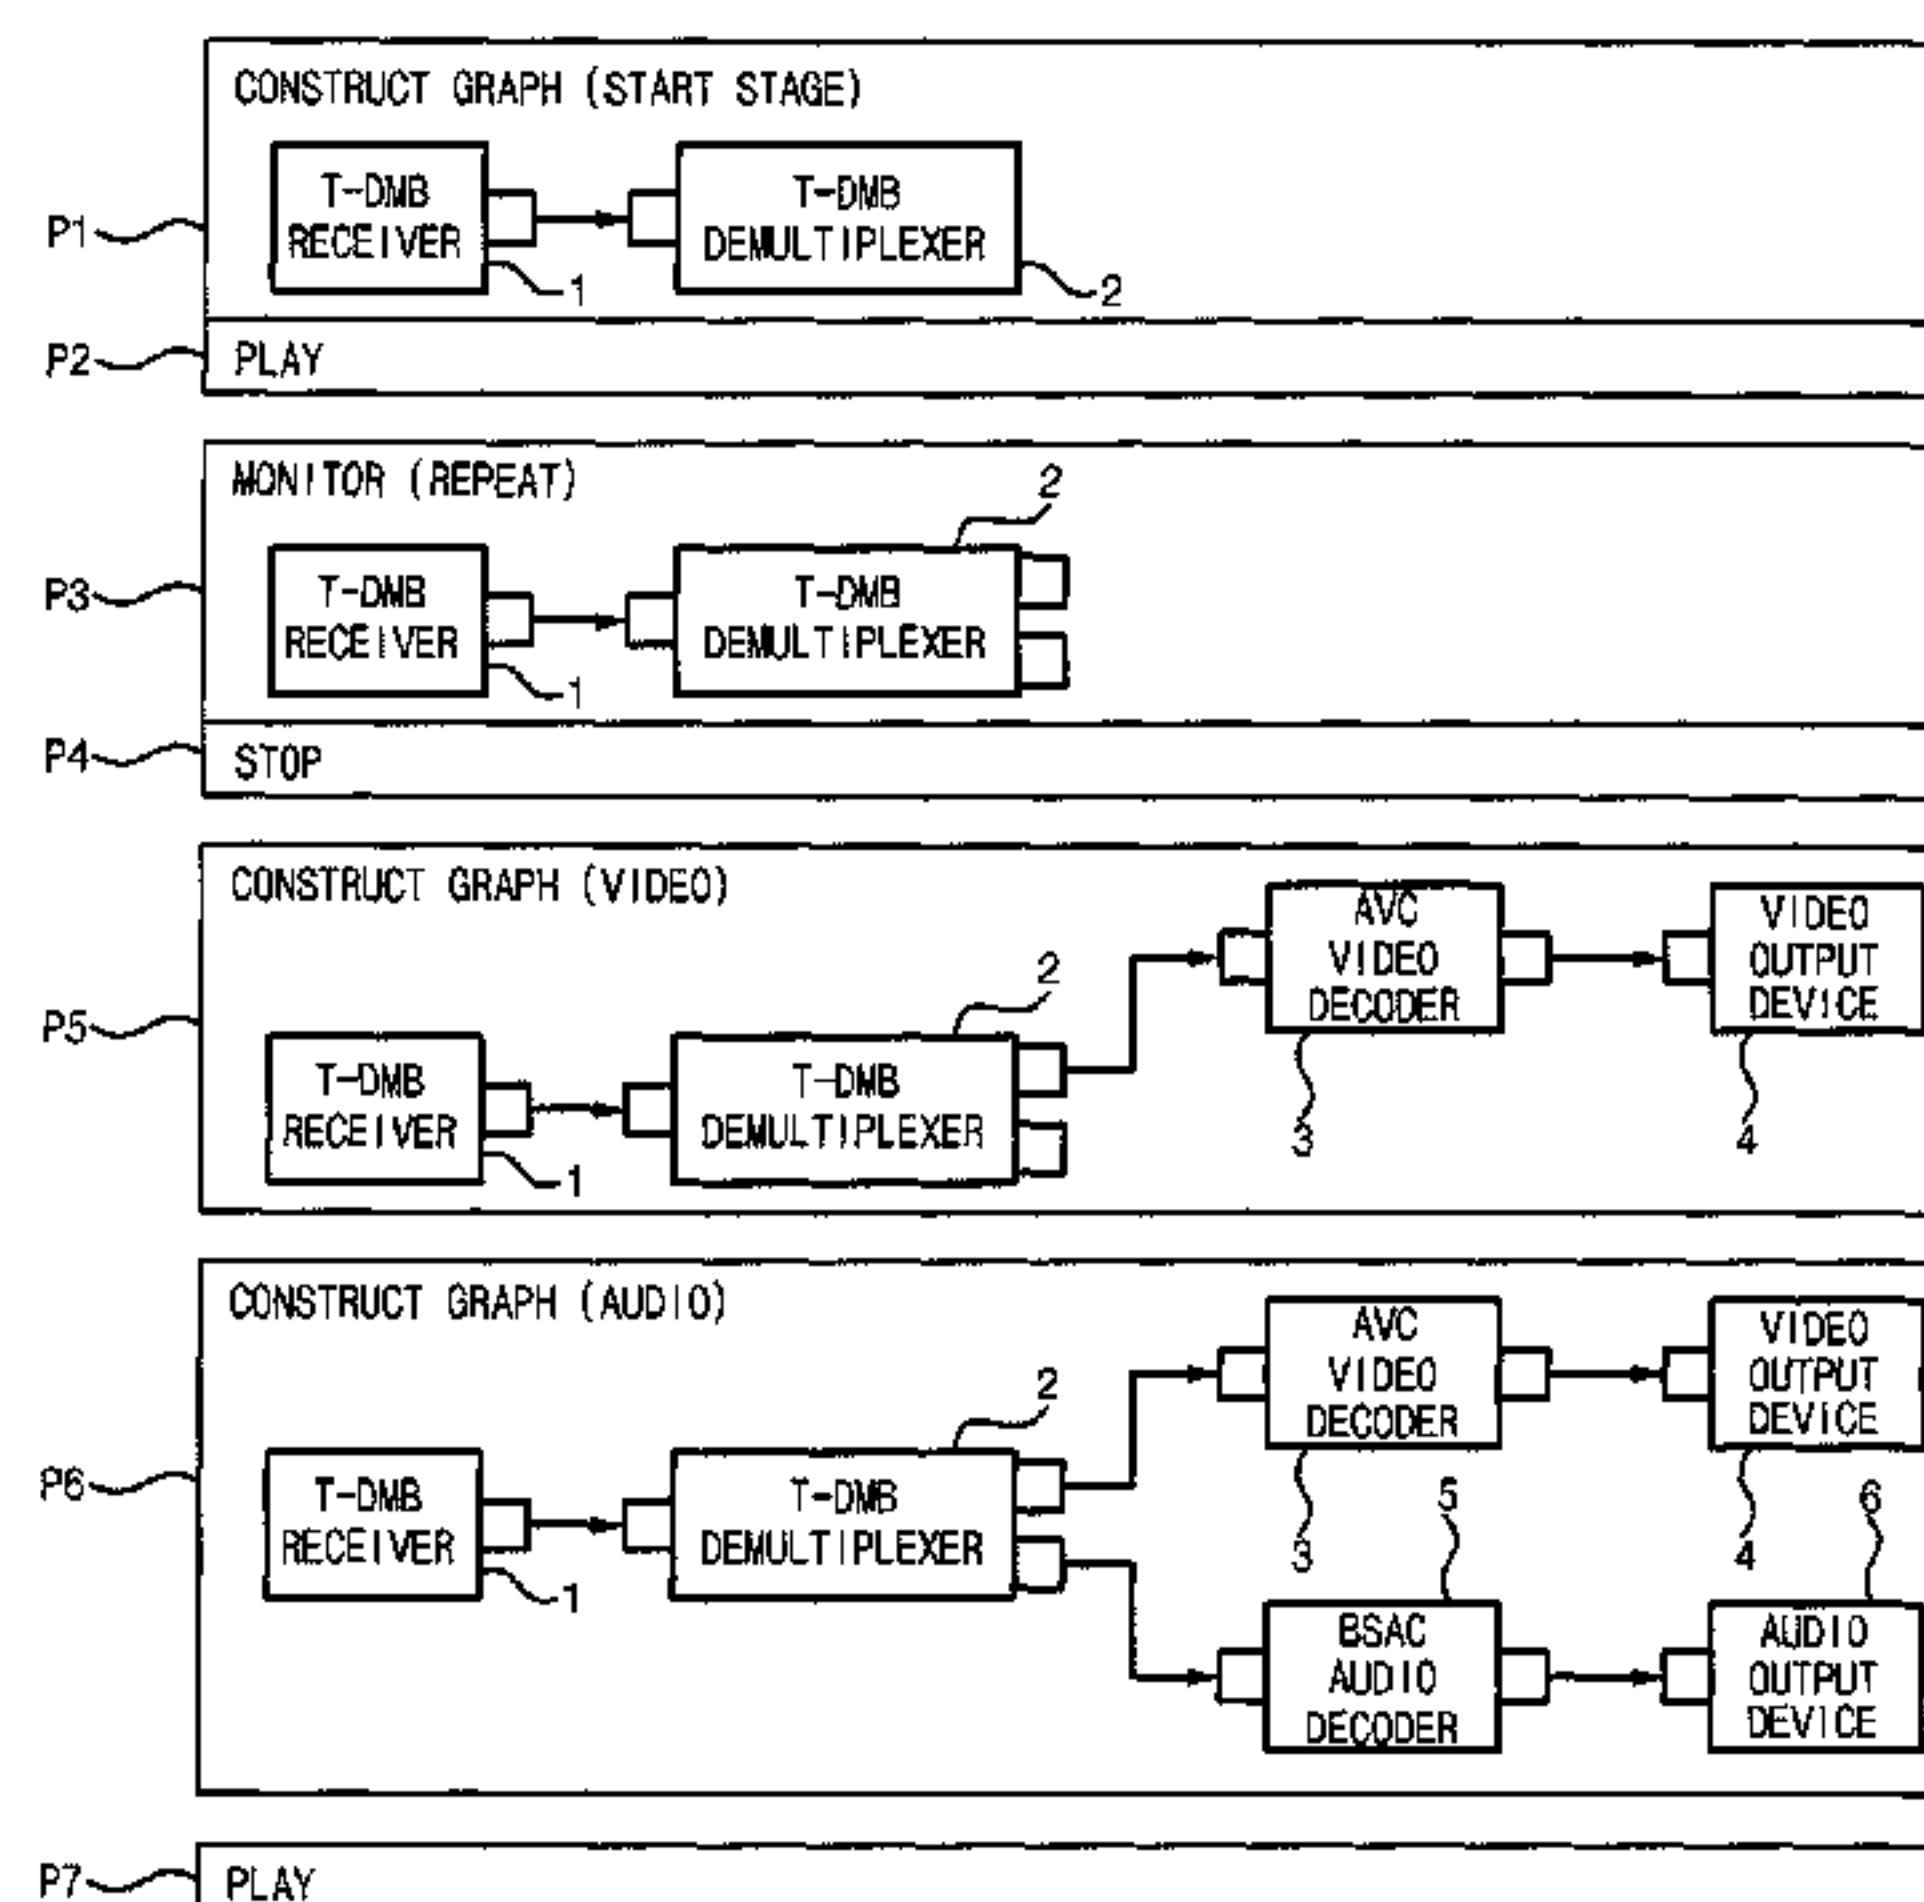 CONSTRUCT GRAPH (START STAGE)
T-DMB
RECEIVER
T-DMB
DEMULTIPLEXER
P1
1
2
P2
PLAY
MONITOR (REPEAT)
2
T-DMB
RECEIVER
T-DMB
DEMULTIPLEXER
P3
1
P4
STOP
CONSTRUCT GRAPH (VIDEO)
AVC
VIDEO
DECODER
VIDEO
OUTPUT
DEVICE
2
P5
T-DMB
RECEIVER
T-DMB
DEMULTIPLEXER
3
4
1
CONSTRUCT GRAPH (AUDIO)
AVC
VIDEO
DECODER
VIDEO
OUTPUT
DEVICE
2
P6
T-DMB
RECEIVER
T-DMB
DEMULTIPLEXER
3
5
4
6
1
BSAC
AUDIO
DECODER
AUDIO
OUTPUT
DEVICE
P7
PLAY